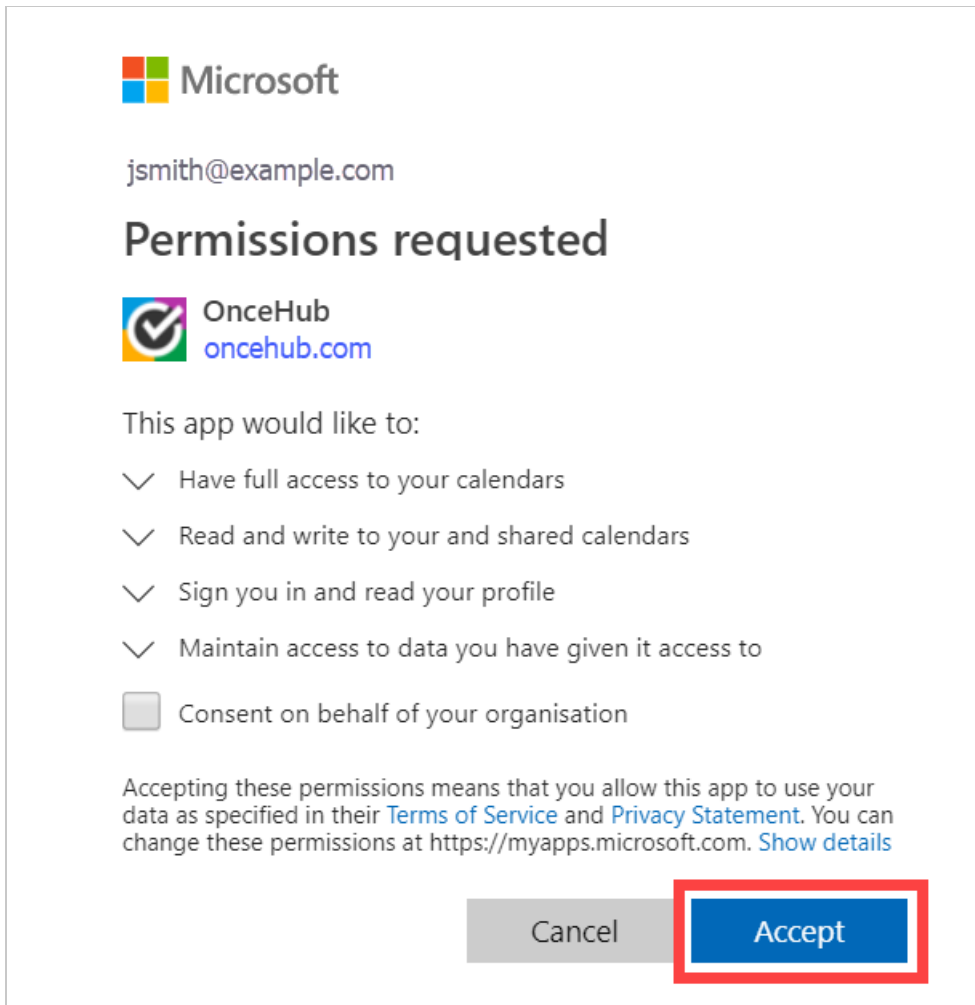 Microsoft
jsmith@example.com
Permissions requested
OnceHub
oncehub.com
This app would like to:
Have full access to your calendars
Read and write to your and shared calendars
Sign you in and read your profile
Maintain access to data you have given it access to
Consent on behalf of your organisation
Accepting these permissions means that you allow this app to use your
data as specified in their Terms of Service and Privacy Statement. You can
change these permissions at https://myapps.microsoft.com. Show details
Cancel
Accept